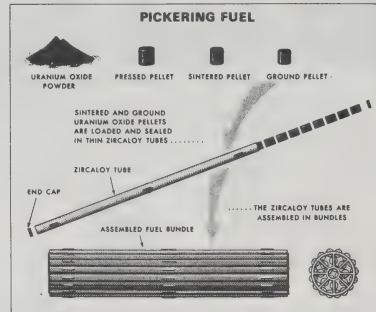 PICKERING FUEL
URANIUM OXIDE
POWDER
PRESSED PELLET
SINTERED PELLET
GROUND PELLET
SINTERED AND GROUND
URANIUM OXIDE PELLETS
ARE LOADED AND SEALED
IN THIN ZIRCALOY TUBES ........
ZIRCALOY TUBE
END CAP
...... THE ZIRCALOY TUBES ARE
ASSEMBLED IN BUNDLES
ASSEMBLED FUEL BUNDLE